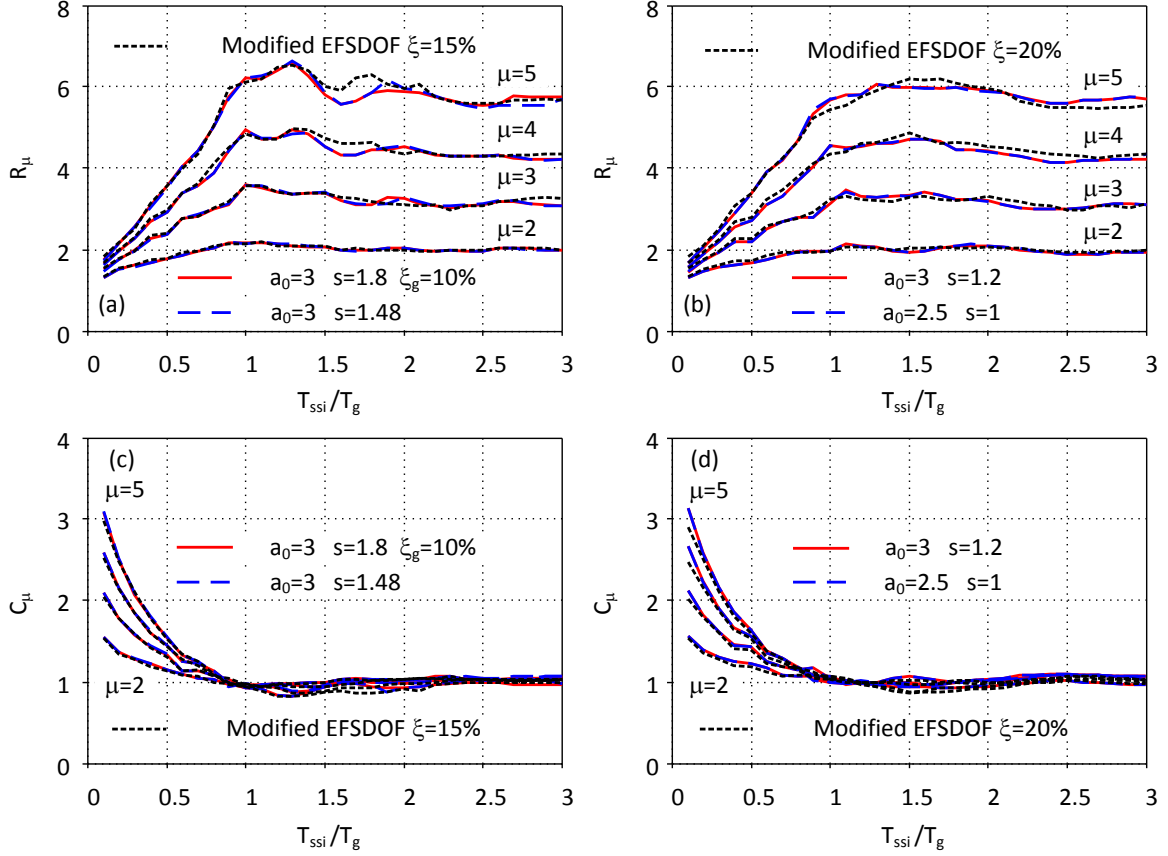 8
6
4
2
0
R_μ
Modified EFSDOF ξ=15%
μ=5
μ=4
μ=3
μ=2
a₀=3 s=1.8 ξ_g=10%
a₀=3 s=1.48
(a)
0 0.5 1 1.5 2 2.5 3
T_ssi/T_g
8
6
4
2
0
R_μ
Modified EFSDOF ξ=20%
μ=5
μ=4
μ=3
μ=2
a₀=3 s=1.2
a₀=2.5 s=1
(b)
0 0.5 1 1.5 2 2.5 3
T_ssi/T_g
4
3
2
1
0
C_μ
(c)
μ=5
a₀=3 s=1.8 ξ_g=10%
a₀=3 s=1.48
μ=2
Modified EFSDOF ξ=15%
0 0.5 1 1.5 2 2.5 3
T_ssi/T_g
4
3
2
1
0
C_μ
(d)
μ=5
a₀=3 s=1.2
a₀=2.5 s=1
μ=2
Modified EFSDOF ξ=20%
0 0.5 1 1.5 2 2.5 3
T_ssi/T_g